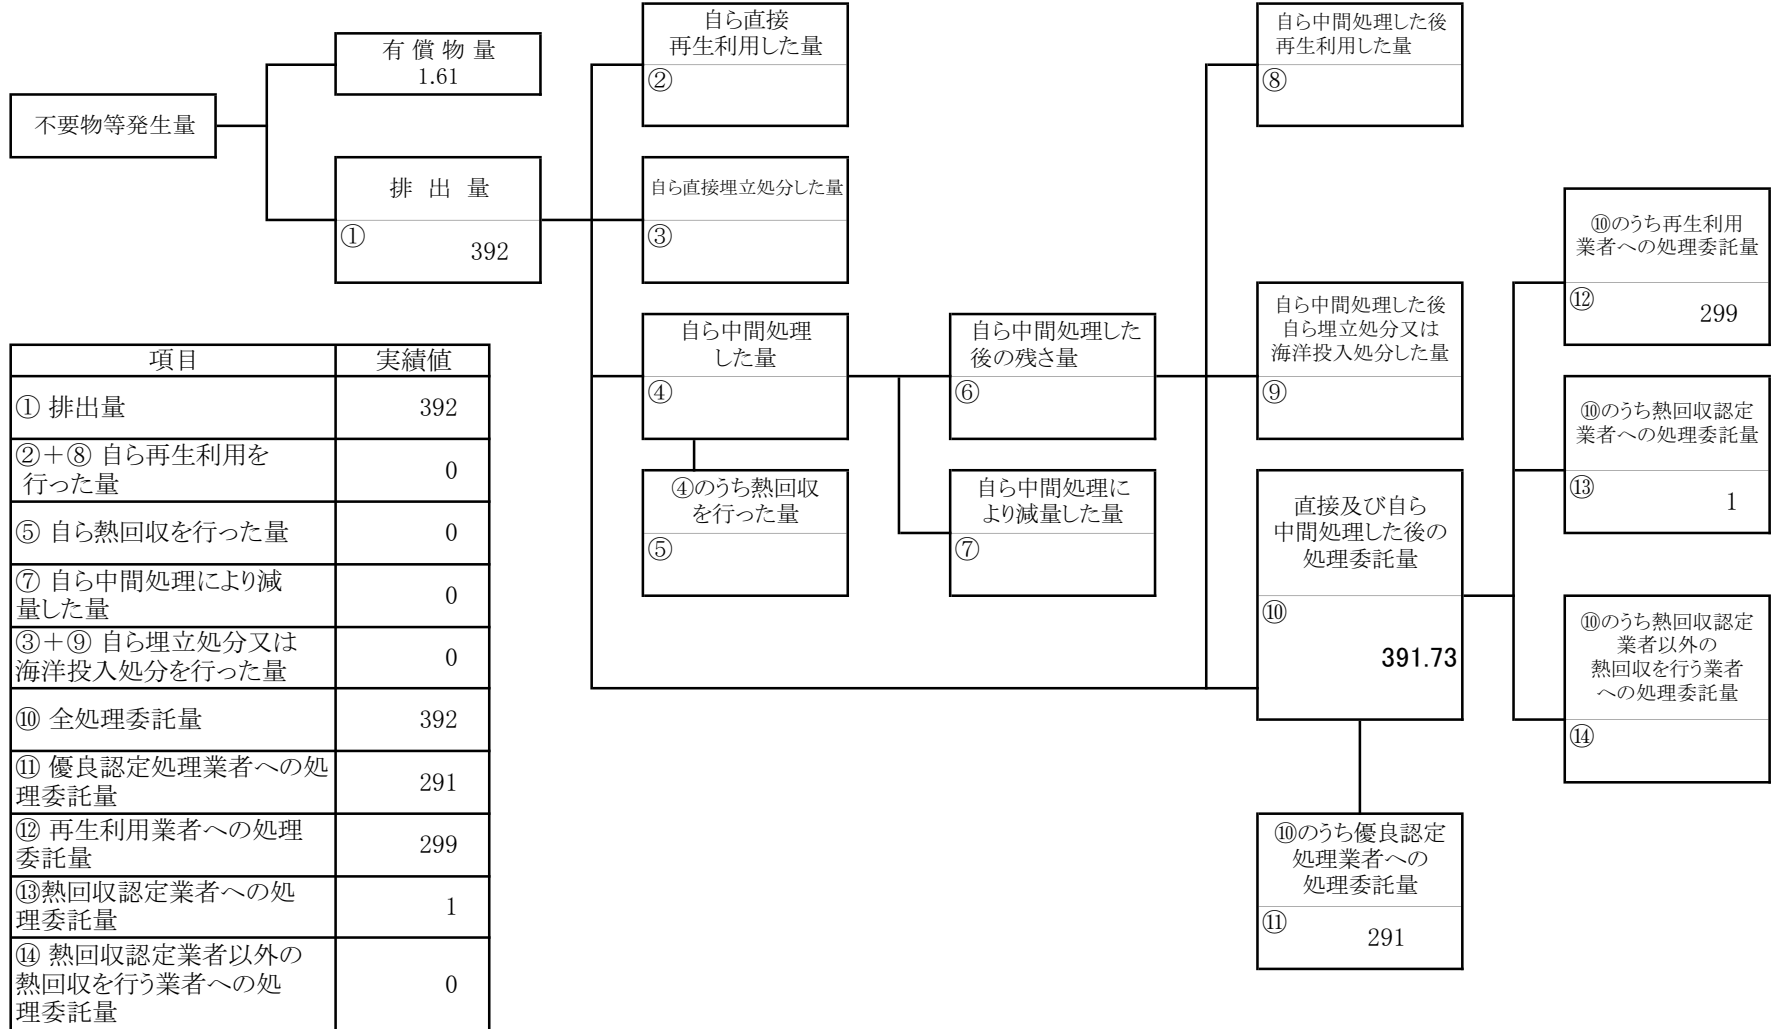 不要物等発生量
有 償 物 量
1.61
排 出 量
①
392
自ら直接
再生利用した量
②
自ら直接埋立処分した量
③
自ら中間処理
した量
④
④のうち熱回収
を行った量
⑤
自ら中間処理した
後の残さ量
⑥
自ら中間処理に
より減量した量
⑦
自ら中間処理した後
再生利用した量
⑧
自ら中間処理した後
自ら埋立処分又は
海洋投入処分した量
⑨
直接及び自ら
中間処理した後の
処理委託量
⑩
391.73
⑩のうち優良認定
処理業者への
処理委託量
⑪
291
⑩のうち再生利用
業者への処理委託量
⑫
299
⑩のうち熱回収認定
業者への処理委託量
⑬
1
⑩のうち熱回収認定
業者以外の
熱回収を行う業者
への処理委託量
⑭
項目 実績値
① 排出量 392
②+⑧ 自ら再生利用を
行った量 0
⑤ 自ら熱回収を行った量 0
⑦ 自ら中間処理により減
量した量 0
③+⑨ 自ら埋立処分又は
海洋投入処分を行った量 0
⑩ 全処理委託量 392
⑪ 優良認定処理業者への処
理委託量 291
⑫ 再生利用業者への処理
委託量 299
⑬熱回収認定業者への処
理委託量 1
⑭ 熱回収認定業者以外の
熱回収を行う業者への処
理委託量 0